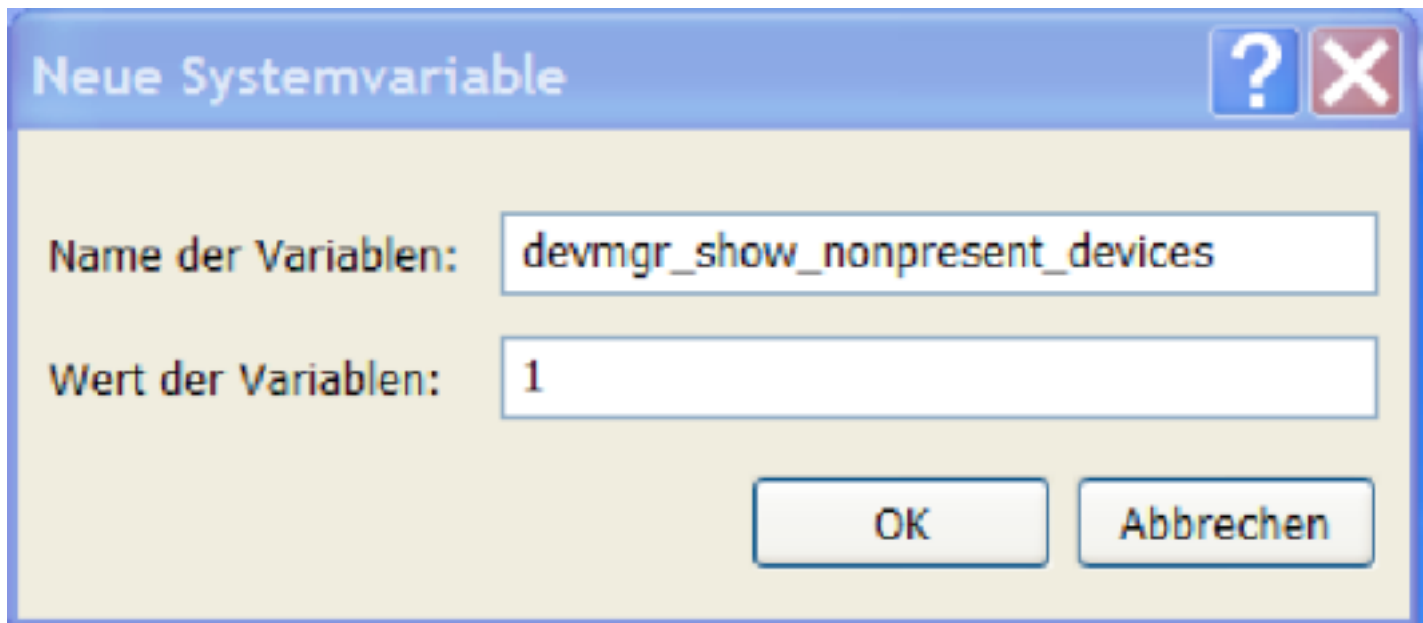 Neue Systemvariable
Name der Variablen: devmgr_show_nonpresent_devices
Wert der Variablen: 1
OK Abbrechen